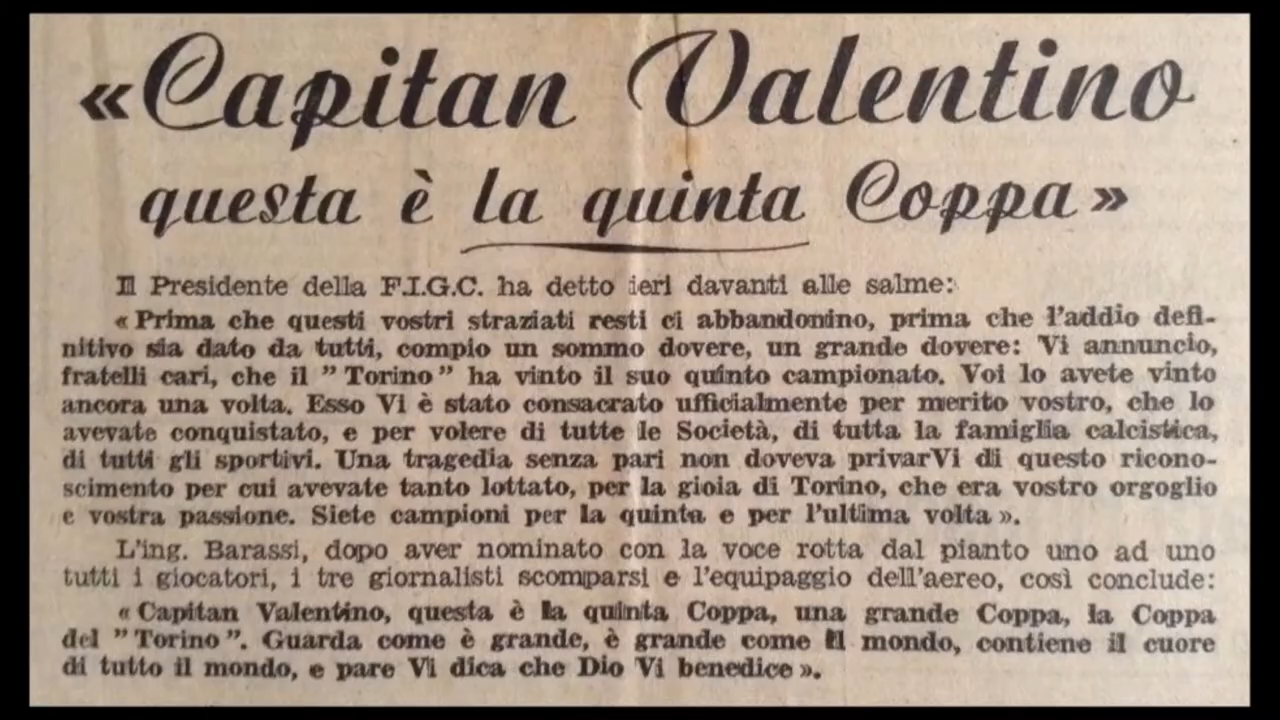 «Capitan Valentino
questa è la quinta Coppa»
Il Presidente della F.I.G.C. ha detto ieri davanti alle salme:
«Prima che questi vostri straziati resti ci abbandonino, prima che l'addio defi-
nitivo sia dato da tutti, compio un sommo dovere, un grande dovere: Vi annuncio,
fratelli cari, che il "Torino" ha vinto il suo quinto campionato. Voi lo avete vinto
ancora una volta. Esso Vi è stato consacrato ufficialmente per merito vostro, che lo
avevate conquistato, e per volere di tutte le Società, di tutta la famiglia calcistica,
di tutti gli sportivi. Una tragedia senza pari non doveva privarVi di questo ricono-
scimento per cui avevate tanto lottato, per la gioia di Torino, che era vostro orgoglio
e vostra passione. Siete campioni per la quinta e per l'ultima volta».
L'ing. Barassi, dopo aver nominato con la voce rotta dal pianto uno ad uno
tutti i giocatori, i tre giornalisti scomparsi e l'equipaggio dell'aereo, così conclude:
«Capitan Valentino, questa è la quinta Coppa, una grande Coppa, la Coppa
del "Torino". Guarda come è grande, è grande come il mondo, contiene il cuore
di tutto il mondo, e pare Vi dica che Dio Vi benedice».